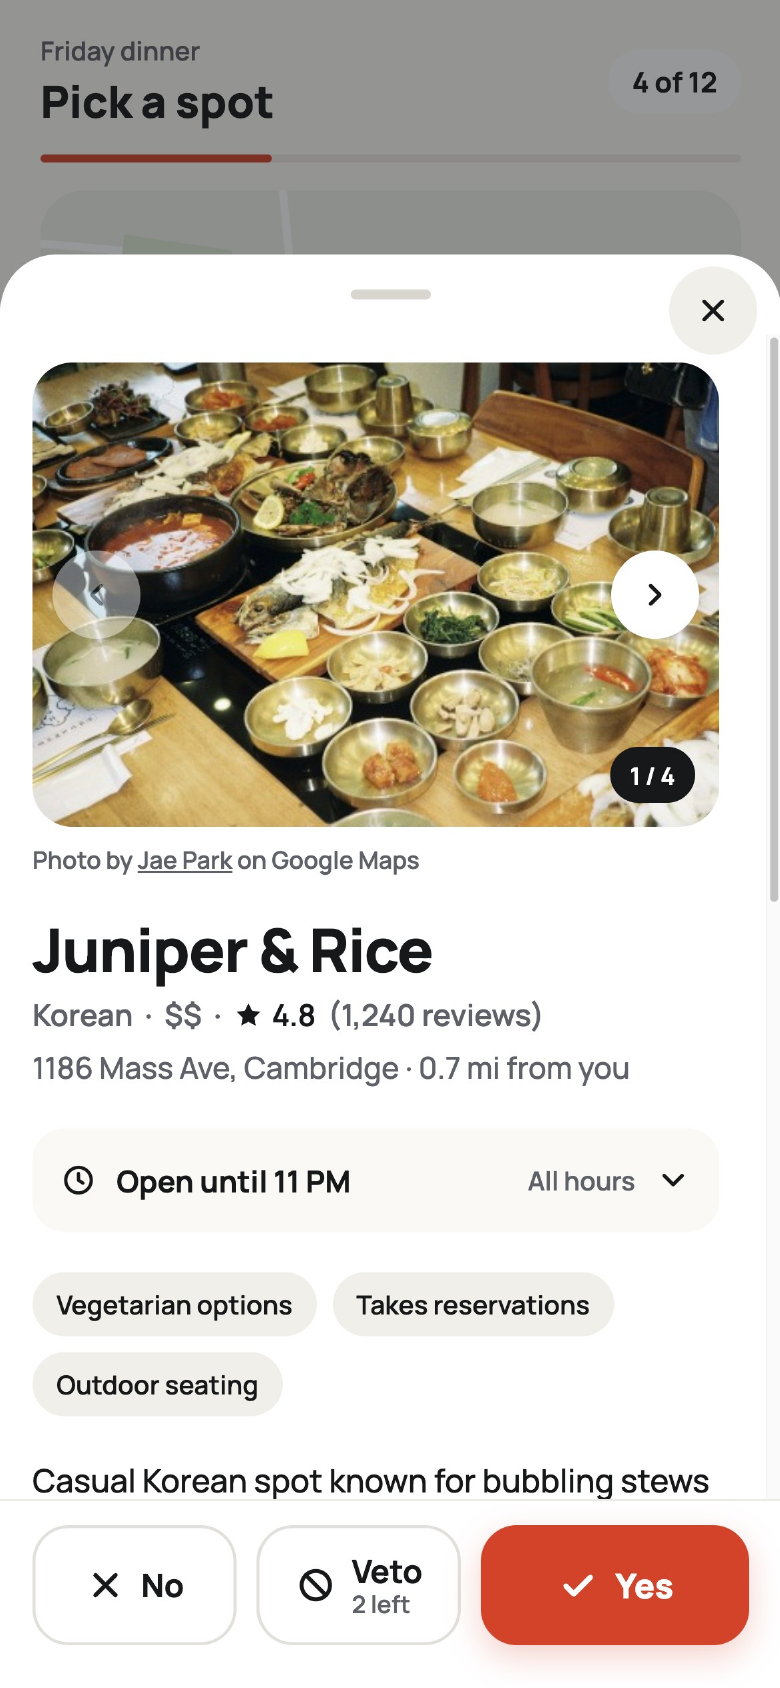 Friday dinner
Pick a spot
4 of 12
1 / 4
Photo by Jae Park on Google Maps
Juniper & Rice
Korean · $$ · ★ 4.8 (1,240 reviews)
1186 Mass Ave, Cambridge · 0.7 mi from you
Open until 11 PM
All hours
Vegetarian options
Takes reservations
Outdoor seating
Casual Korean spot known for bubbling stews
No
Veto
2 left
Yes